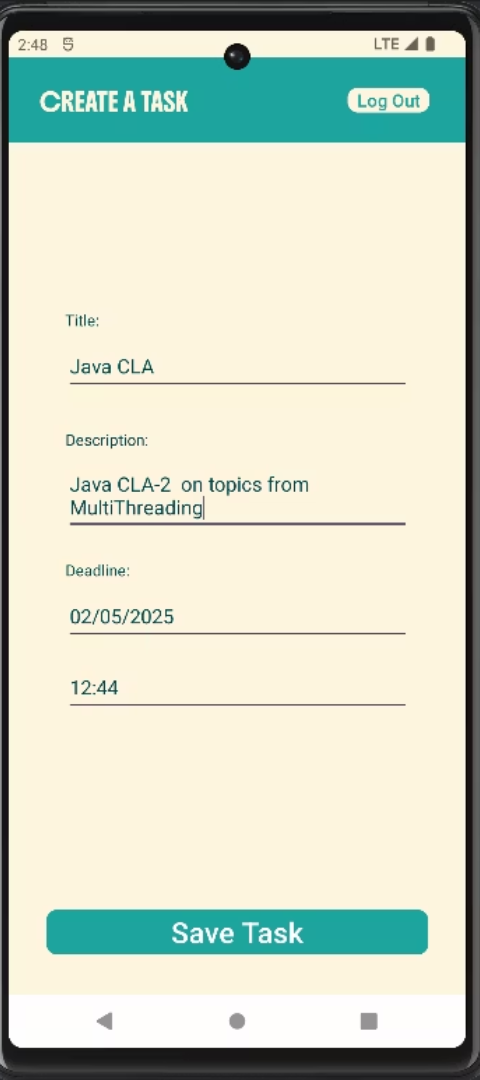 2:48 LTE
CREATE A TASK Log Out
Title:
Java CLA
Description:
Java CLA-2  on topics from
MultiThreading
Deadline:
02/05/2025
12:44
Save Task